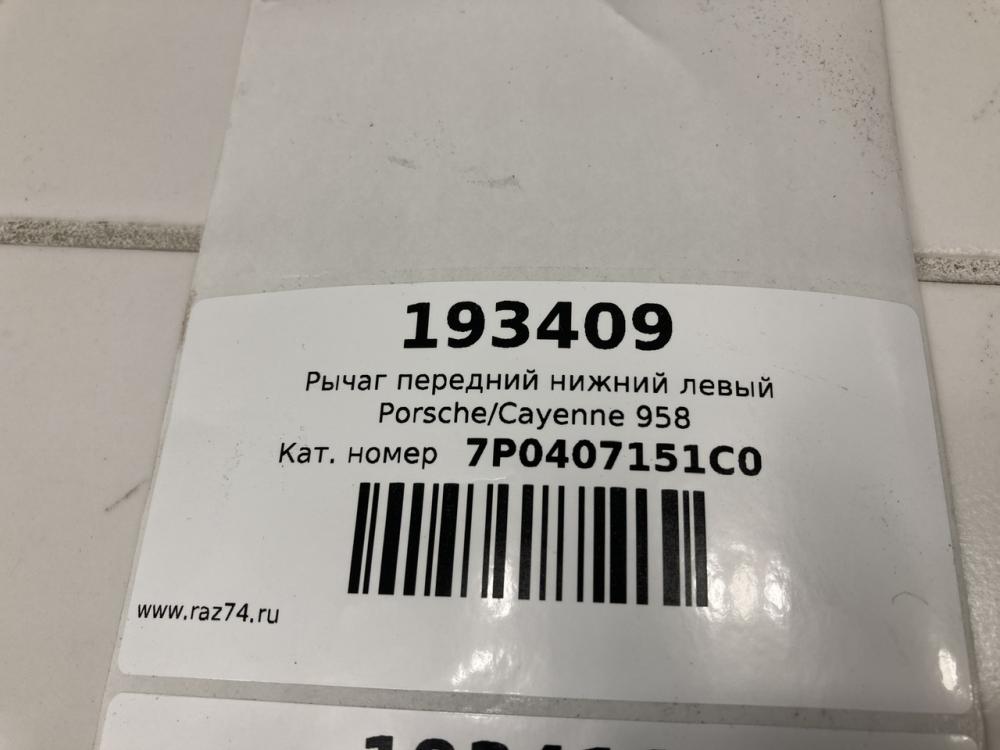 193409
Рычаг передний нижний левый
Porsche/Cayenne 958
Кат. номер 7P0407151C0
www.raz74.ru